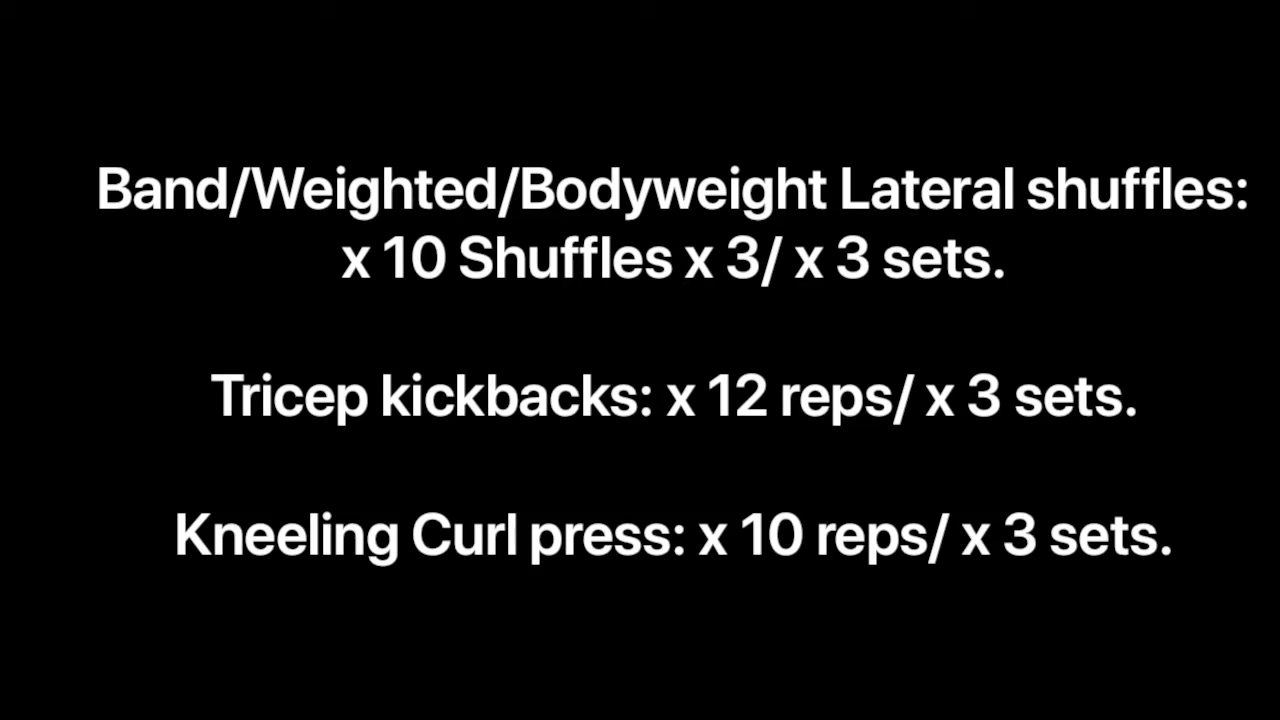 Band/Weighted/Bodyweight Lateral shuffles:
x 10 Shuffles x 3/ x 3 sets.
Tricep kickbacks: x 12 reps/ x 3 sets.
Kneeling Curl press: x 10 reps/ x 3 sets.